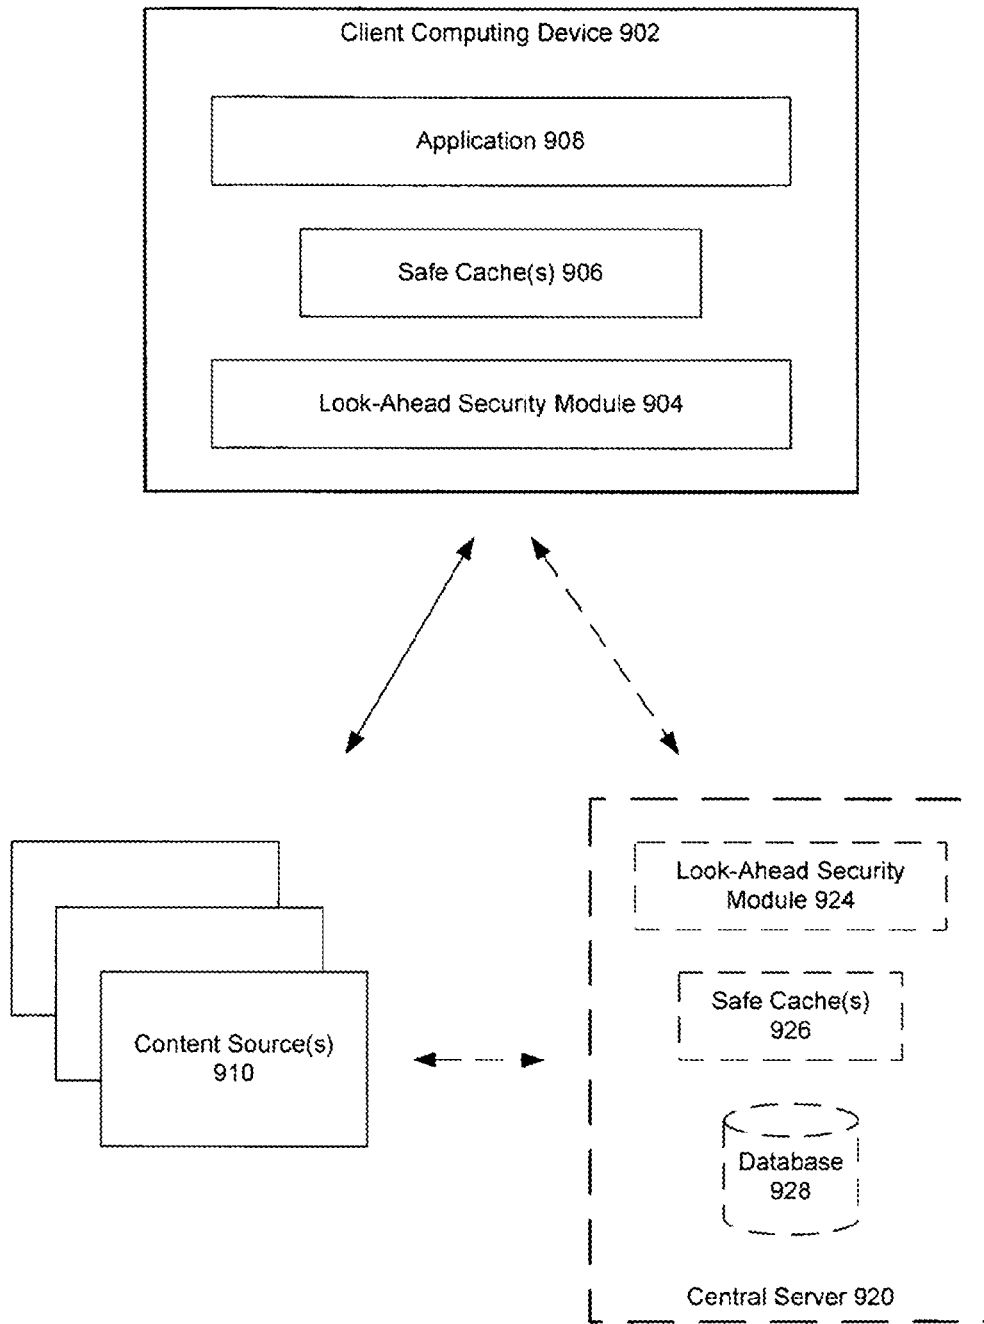 Client Computing Device 902
Application 908
Safe Cache(s) 906
Look-Ahead Security Module 904
Content Source(s)
910
Look-Ahead Security
Module 924
Safe Cache(s)
926
Database
928
Central Server 920